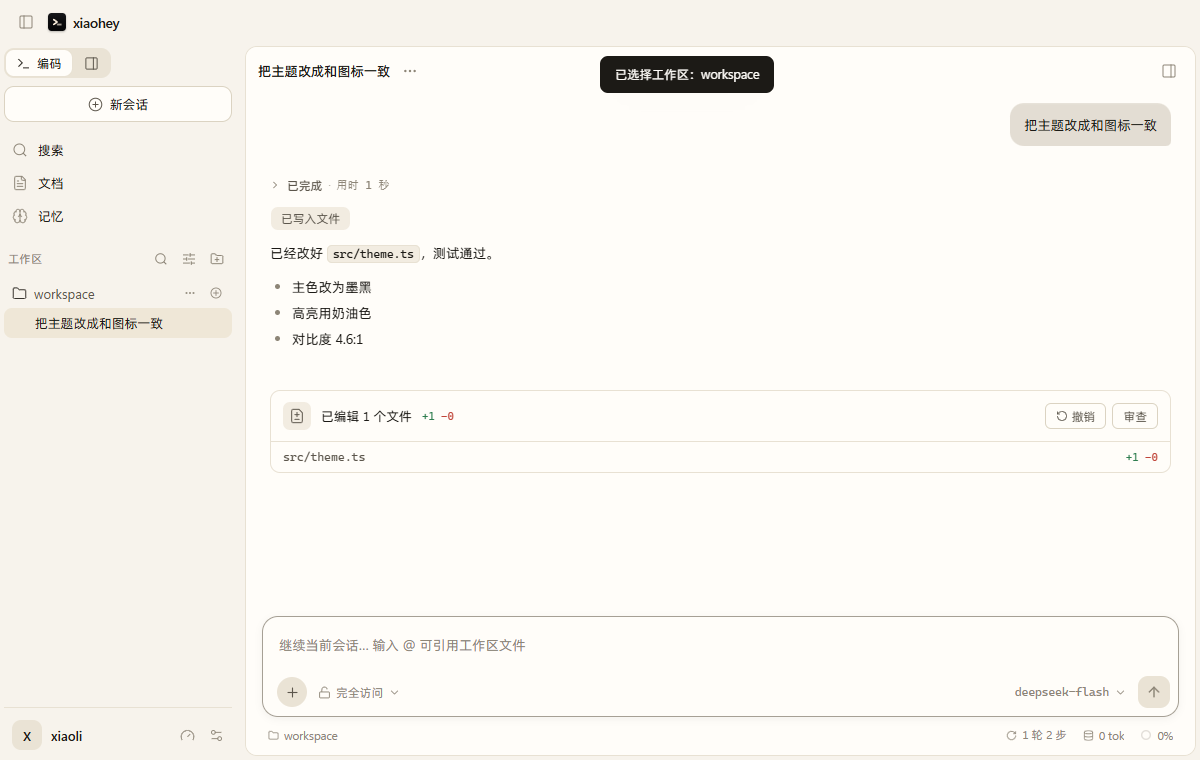 xiaohey
编码
新会话
搜索
文档
记忆
工作区
workspace
把主题改成和图标一致
把主题改成和图标一致 ···
已选择工作区：workspace
把主题改成和图标一致
已完成 · 用时 1 秒
已写入文件
已经改好 src/theme.ts，测试通过。
• 主色改为墨黑
• 高亮用奶油色
• 对比度 4.6:1
已编辑 1 个文件 +1 −0 撤销 审查
src/theme.ts +1 −0
继续当前会话… 输入 @ 可引用工作区文件
完全访问 deepseek-flash
workspace 1 轮 2 步 0 tok 0%
X xiaoli